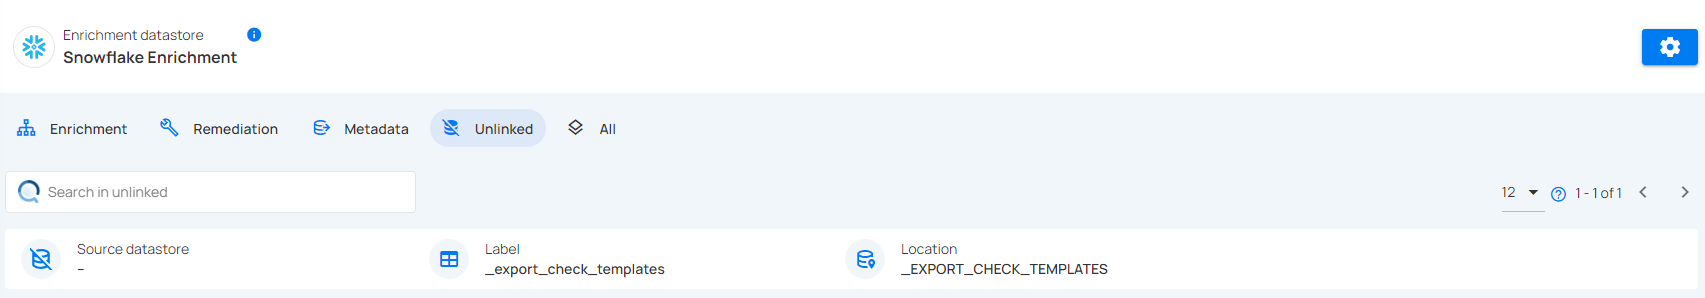 Enrichment datastore
Snowflake Enrichment
Enrichment Remediation Metadata Unlinked All
Search in unlinked
12 1 - 1 of 1
Source datastore Label Location
– _export_check_templates _EXPORT_CHECK_TEMPLATES